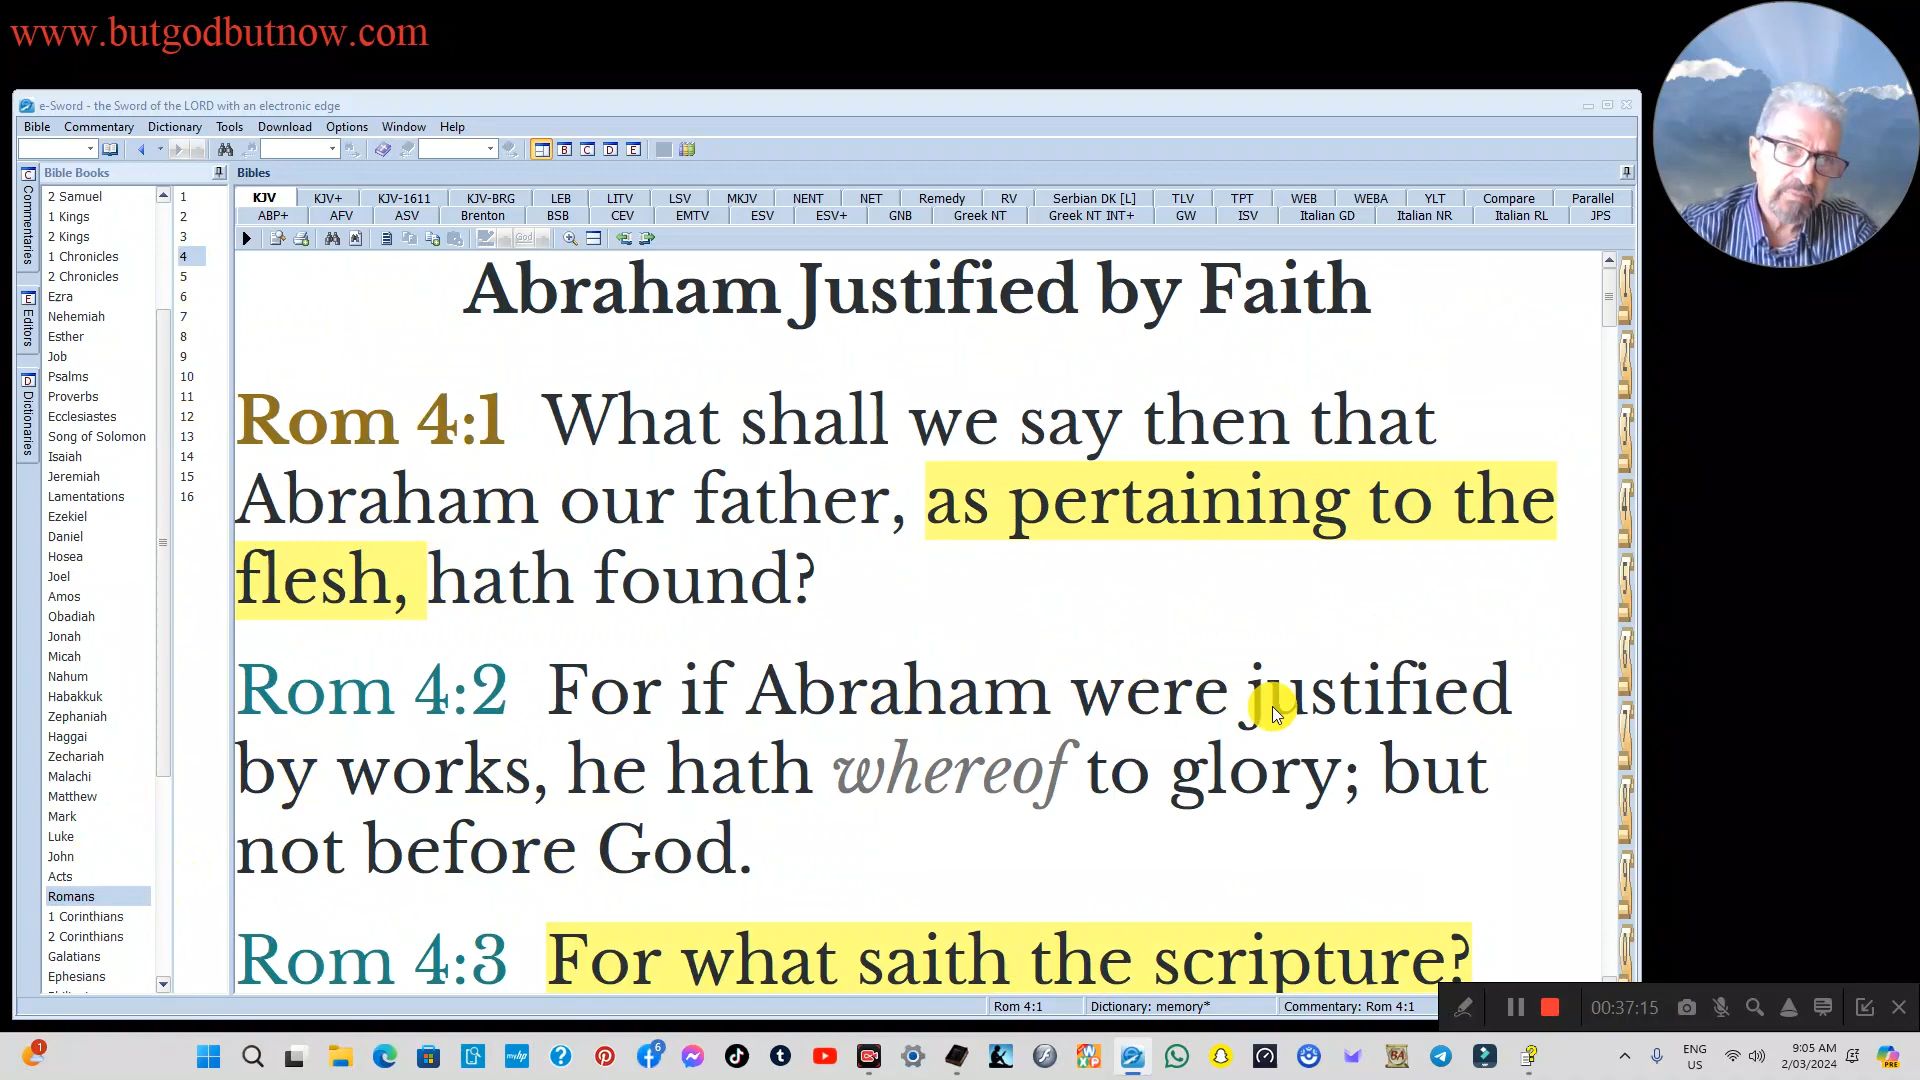 www.butgodbutnow.com
e-Sword - the Sword of the LORD with an electronic edge
Bible Commentary Dictionary Tools Download Options Window Help
B C D E
C Commentaries
E Editors
D Dictionaries
Bible Books
2 Samuel
1 Kings
2 Kings
1 Chronicles
2 Chronicles
Ezra
Nehemiah
Esther
Job
Psalms
Proverbs
Ecclesiastes
Song of Solomon
Isaiah
Jeremiah
Lamentations
Ezekiel
Daniel
Hosea
Joel
Amos
Obadiah
Jonah
Micah
Nahum
Habakkuk
Zephaniah
Haggai
Zechariah
Malachi
Matthew
Mark
Luke
John
Acts
Romans
1 Corinthians
2 Corinthians
Galatians
Ephesians
1
2
3
4
5
6
7
8
9
10
11
12
13
14
15
16
Bibles
KJV KJV+ KJV-1611 KJV-BRG LEB LITV LSV MKJV NENT NET Remedy RV Serbian DK [L] TLV TPT WEB WEBA YLT Compare Parallel
ABP+ AFV ASV Brenton BSB CEV EMTV ESV ESV+ GNB Greek NT Greek NT INT+ GW ISV Italian GD Italian NR Italian RL JPS
God
Abraham Justified by Faith
Rom 4:1 What shall we say then that
Abraham our father, as pertaining to the
flesh, hath found?
Rom 4:2 For if Abraham were justified
by works, he hath whereof to glory; but
not before God.
Rom 4:3 For what saith the scripture?
Rom 4:1 Dictionary: memory* Commentary: Rom 4:1
00:37:15
1
myhp
6
ENG
US
9:05 AM
2/03/2024
PRE